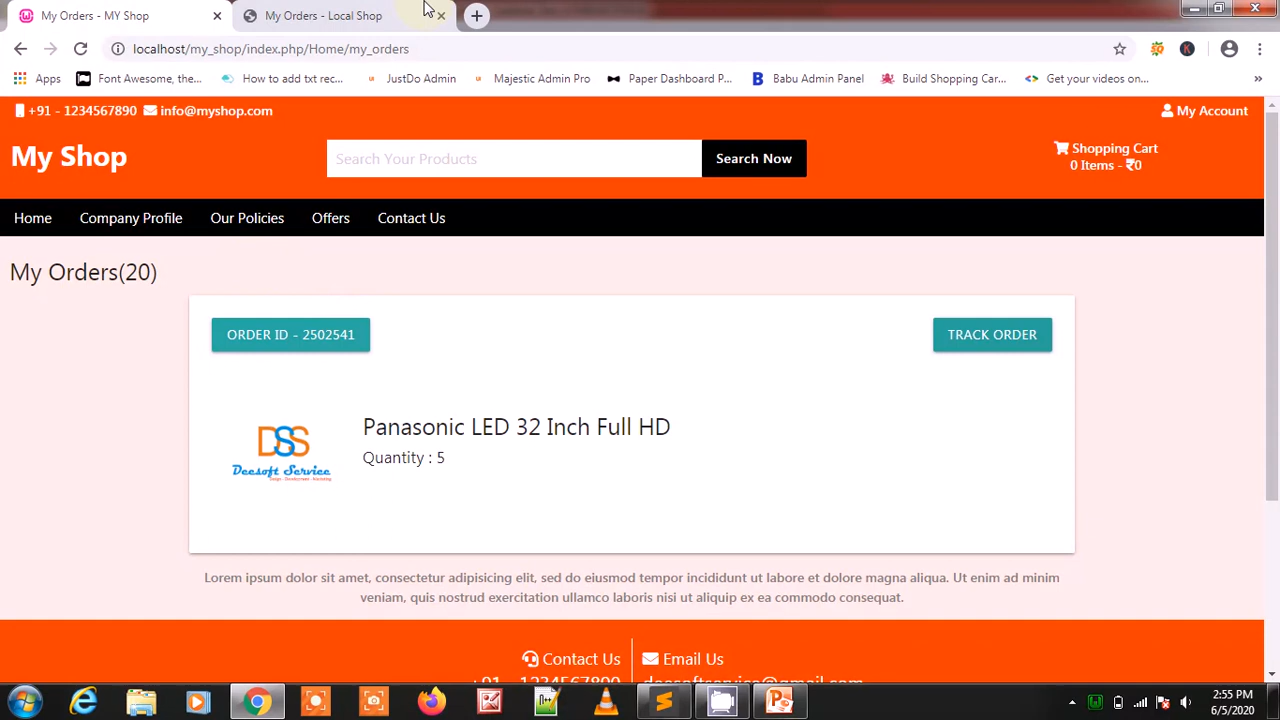 My Orders - MY Shop
My Orders - Local Shop
localhost/my_shop/index.php/Home/my_orders
Apps
Font Awesome, the...
How to add txt rec...
JustDo Admin
Majestic Admin Pro
Paper Dashboard P...
Babu Admin Panel
Build Shopping Car...
Get your videos on...
+91 - 1234567890 info@myshop.com
My Account
My Shop
Search Your Products
Search Now
Shopping Cart
0 Items - ₹0
Home
Company Profile
Our Policies
Offers
Contact Us
My Orders(20)
ORDER ID - 2502541
TRACK ORDER
DSS
Deesoft Service
Panasonic LED 32 Inch Full HD
Quantity : 5
Lorem ipsum dolor sit amet, consectetur adipisicing elit, sed do eiusmod tempor incididunt ut labore et dolore magna aliqua. Ut enim ad minim
veniam, quis nostrud exercitation ullamco laboris nisi ut aliquip ex ea commodo consequat.
Contact Us
Email Us
+91 - 1234567890
deesoftservice@gmail.com
2:55 PM
6/5/2020